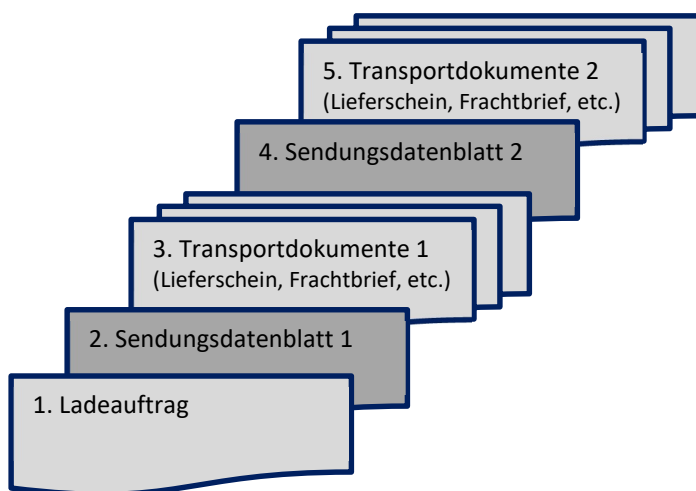 5. Transportdokumente 2
(Lieferschein, Frachtbrief, etc.)
4. Sendungsdatenblatt 2
3. Transportdokumente 1
(Lieferschein, Frachtbrief, etc.)
2. Sendungsdatenblatt 1
1. Ladeauftrag